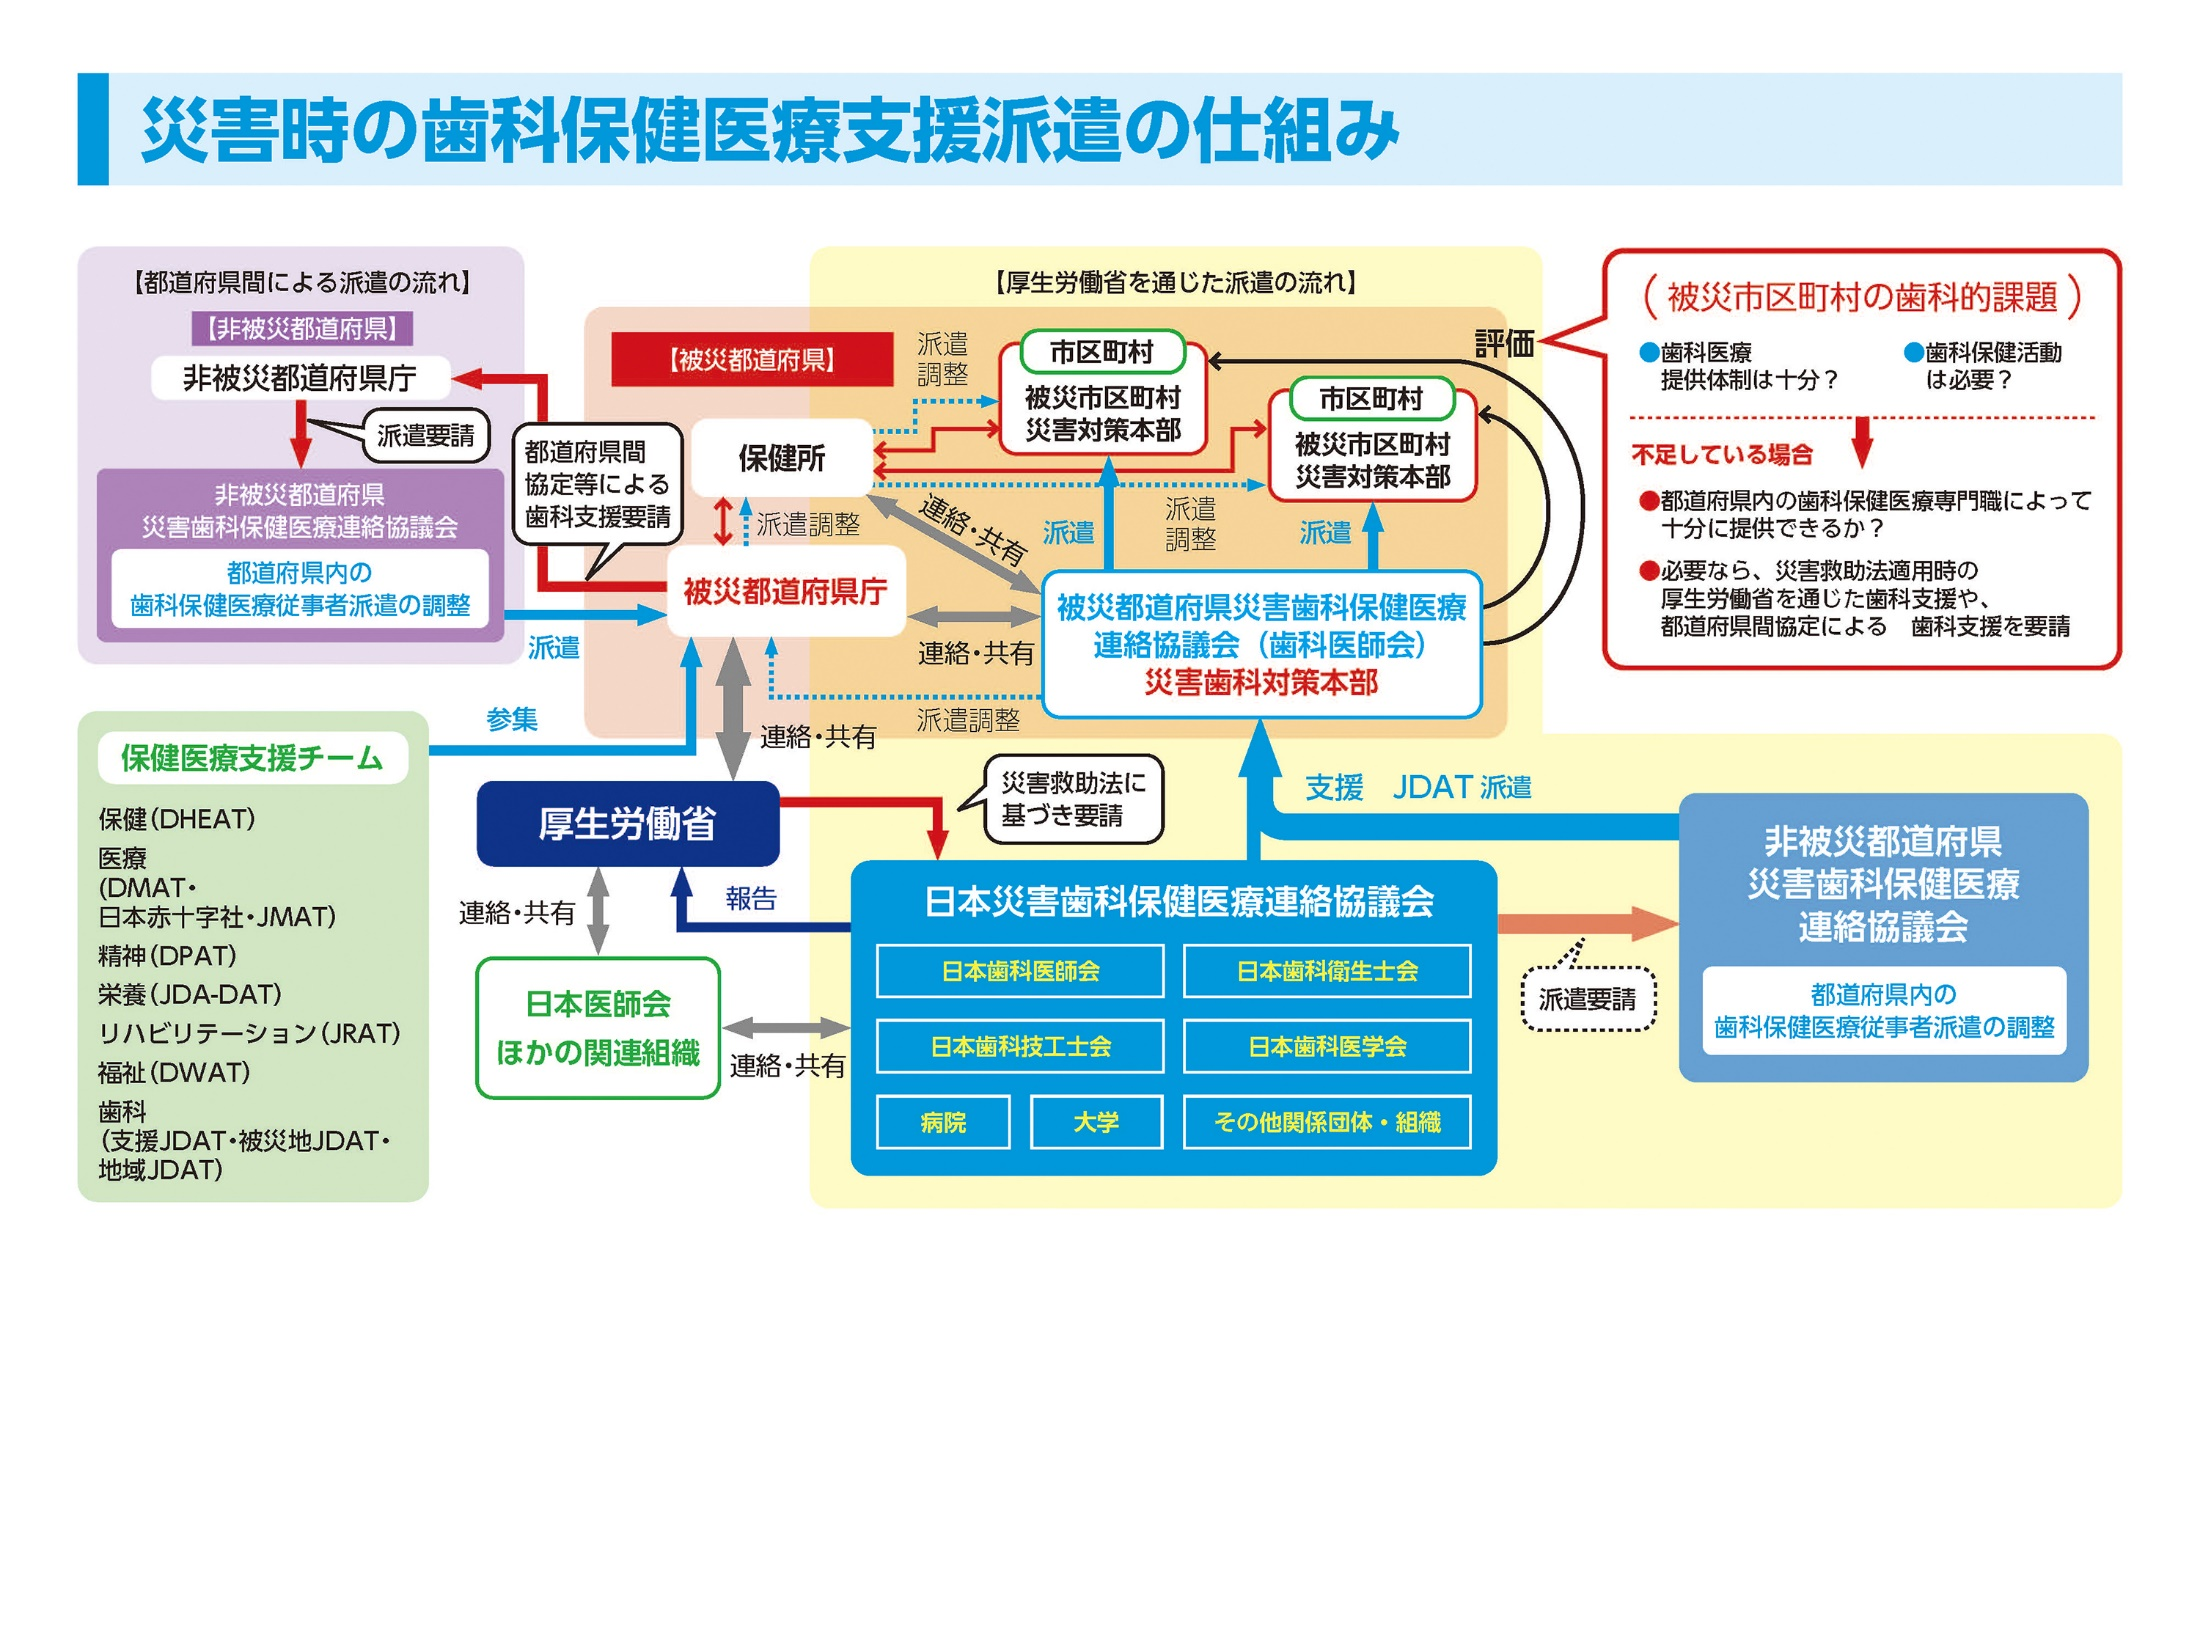 災害時の歯科保健医療支援派遣の仕組み
【都道府県間による派遣の流れ】
【非被災都道府県】
非被災都道府県庁
派遣要請
非被災都道府県
災害歯科保健医療連絡協議会
都道府県内の
歯科保健医療従事者派遣の調整
都道府県間
協定等による
歯科支援要請
派遣
【厚生労働省を通じた派遣の流れ】
【被災都道府県】
派遣
調整
市区町村
被災市区町村
災害対策本部
市区町村
被災市区町村
災害対策本部
評価
保健所
派遣調整
連絡・共有
派遣
派遣
調整
派遣
被災都道府県庁
連絡・共有
被災都道府県災害歯科保健医療
連絡協議会（歯科医師会）
災害歯科対策本部
派遣調整
連絡・共有
（被災市区町村の歯科的課題）
●歯科医療
提供体制は十分？
●歯科保健活動
は必要？
不足している場合
●都道府県内の歯科保健医療専門職によって
十分に提供できるか？
●必要なら、災害救助法適用時の
厚生労働省を通じた歯科支援や、
都道府県間協定による　歯科支援を要請
参集
保健医療支援チーム
保健（DHEAT）
医療
（DMAT・
日本赤十字社・JMAT）
精神（DPAT）
栄養（JDA-DAT）
リハビリテーション（JRAT）
福祉（DWAT）
歯科
（支援JDAT・被災地JDAT・
地域JDAT）
厚生労働省
災害救助法に
基づき要請
支援　JDAT 派遣
連絡・共有
報告
日本医師会
ほかの関連組織
連絡・共有
日本災害歯科保健医療連絡協議会
日本歯科医師会
日本歯科衛生士会
日本歯科技工士会
日本歯科医学会
病院
大学
その他関係団体・組織
派遣要請
非被災都道府県
災害歯科保健医療
連絡協議会
都道府県内の
歯科保健医療従事者派遣の調整